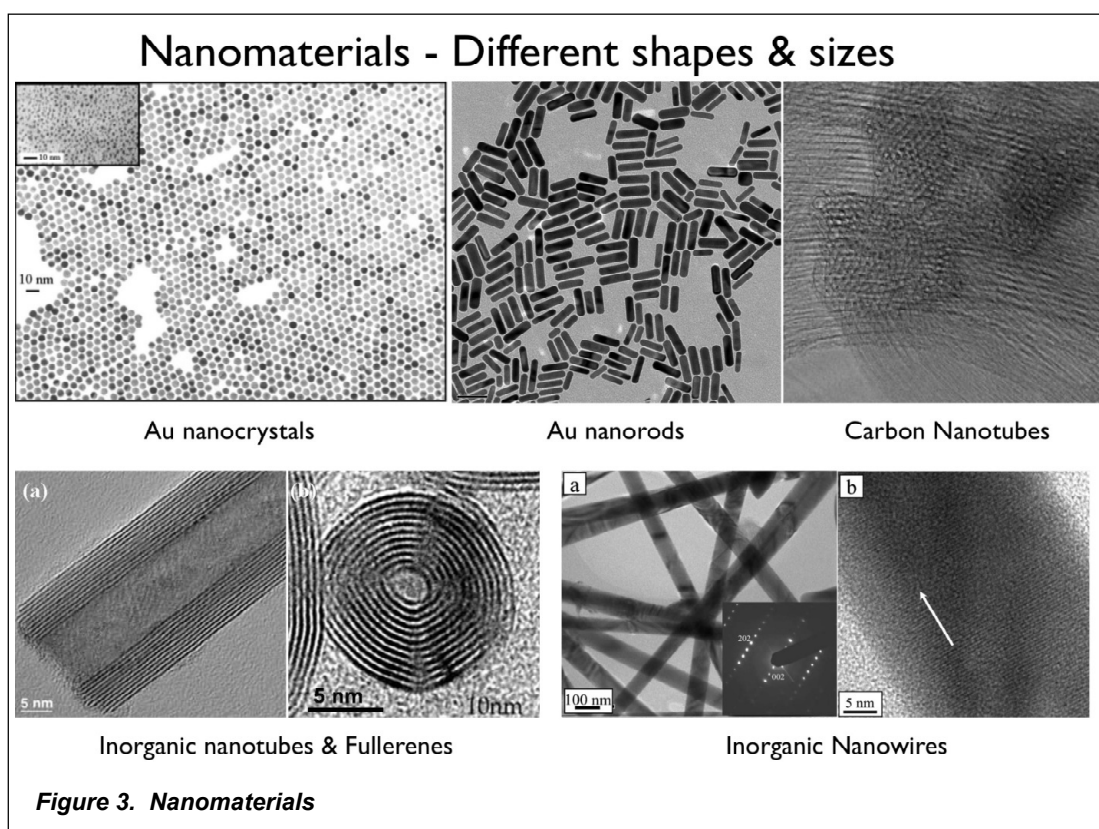 Nanomaterials - Different shapes & sizes
10 nm
10 nm
Au nanocrystals
Au nanorods
Carbon Nanotubes
(a)
5 nm
(b)
5 nm
10nm
a
202
002
100 nm
b
5 nm
Inorganic nanotubes & Fullerenes
Inorganic Nanowires
Figure 3. Nanomaterials